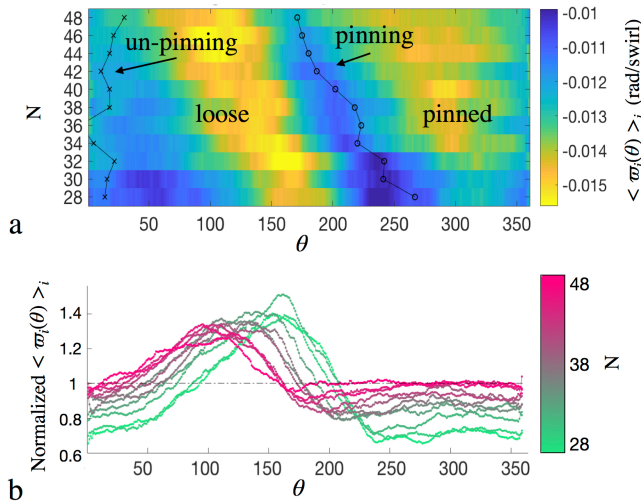 48
46
44
42
40
38
36
34
32
30
28
N
un-pinning
pinning
loose
pinned
50 100 150 200 250 300 350
θ
a
-0.01
-0.011
-0.012
-0.013
-0.014
-0.015
< ϖi(θ) >i (rad/swirl)
1.4
1.2
1
0.8
0.6
Normalized < ϖi(θ) >i
50 100 150 200 250 300 350
θ
b
48
38
28
N